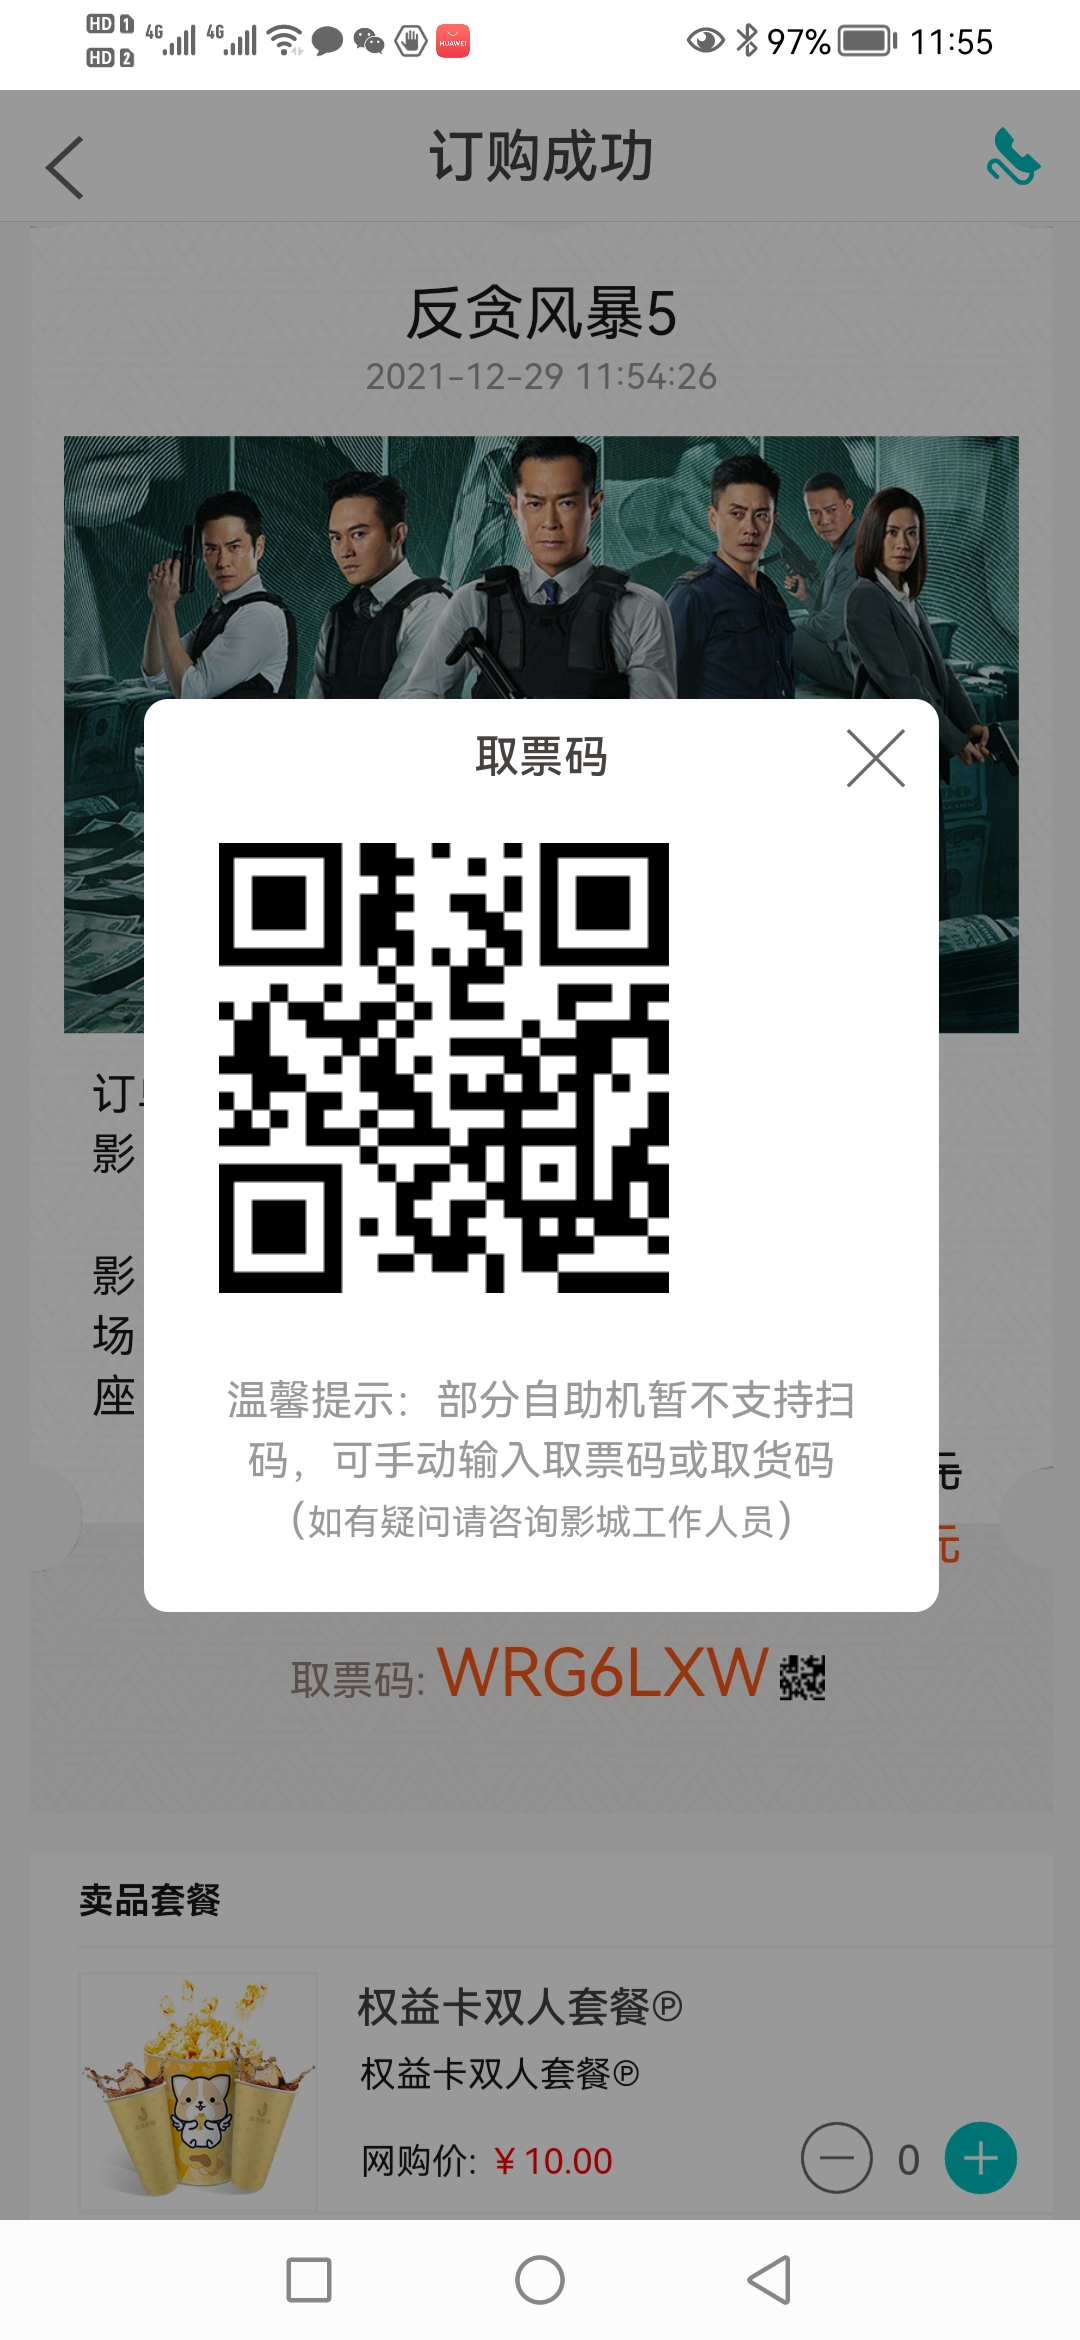 HD 1
HD 2
4G
4G
HUAWEI
97%
11:55
订购成功
反贪风暴5
2021-12-29 11:54:26
取票码
订
影
影
场
座
温馨提示：部分自助机暂不支持扫
码，可手动输入取票码或取货码
（如有疑问请咨询影城工作人员）
元
元
取票码: WRG6LXW
卖品套餐
权益卡双人套餐℗
权益卡双人套餐℗
网购价: ¥ 10.00
0